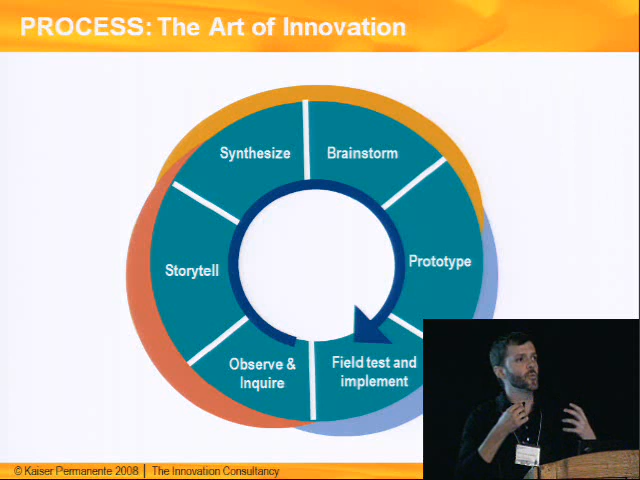 PROCESS: The Art of Innovation
Synthesize
Brainstorm
Storytell
Prototype
Observe &
Inquire
Field test and
implement
© Kaiser Permanente 2008 | The Innovation Consultancy